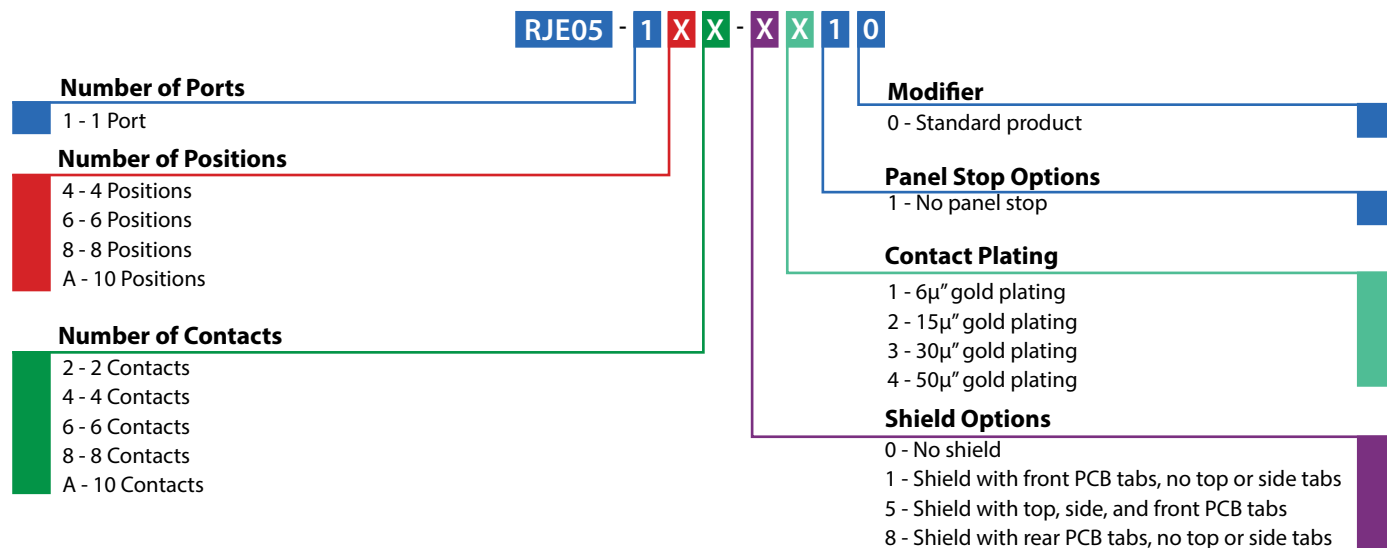 RJE05 - 1 X X - X X 1 0
Number of Ports
1 - 1 Port
Number of Positions
4 - 4 Positions
6 - 6 Positions
8 - 8 Positions
A - 10 Positions
Number of Contacts
2 - 2 Contacts
4 - 4 Contacts
6 - 6 Contacts
8 - 8 Contacts
A - 10 Contacts
Modifier
0 - Standard product
Panel Stop Options
1 - No panel stop
Contact Plating
1 - 6µ” gold plating
2 - 15µ” gold plating
3 - 30µ” gold plating
4 - 50µ” gold plating
Shield Options
0 - No shield
1 - Shield with front PCB tabs, no top or side tabs
5 - Shield with top, side, and front PCB tabs
8 - Shield with rear PCB tabs, no top or side tabs